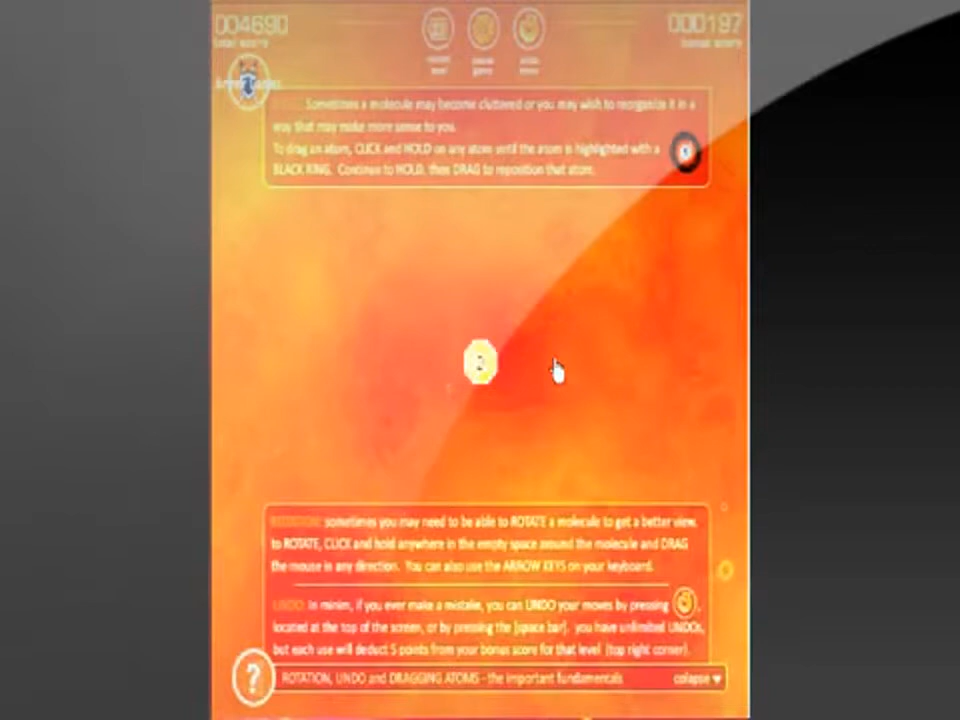 004690
000197
Sometimes a molecule may become cluttered or you may wish to reorganize it in a
way that may make more sense to you.
To drag an atom, CLICK and HOLD on any atom until the atom is highlighted with a
BLACK RING. Continue to HOLD, then DRAG to reposition that atom.
2
ROTATION: sometimes you may need to be able to ROTATE a molecule to get a better view.
to ROTATE, CLICK and hold anywhere in the empty space around the molecule and DRAG
the mouse in any direction. You can also use the ARROW KEYS on your keyboard.
UNDO: In minim, if you ever make a mistake, you can UNDO your moves by pressing
located at the top of the screen, or by pressing the [space bar]. you have unlimited UNDOs,
but each use will deduct 5 points from your bonus score for that level (top right corner).
? ROTATION, UNDO and DRAGGING ATOMS - the important fundamentals colapse